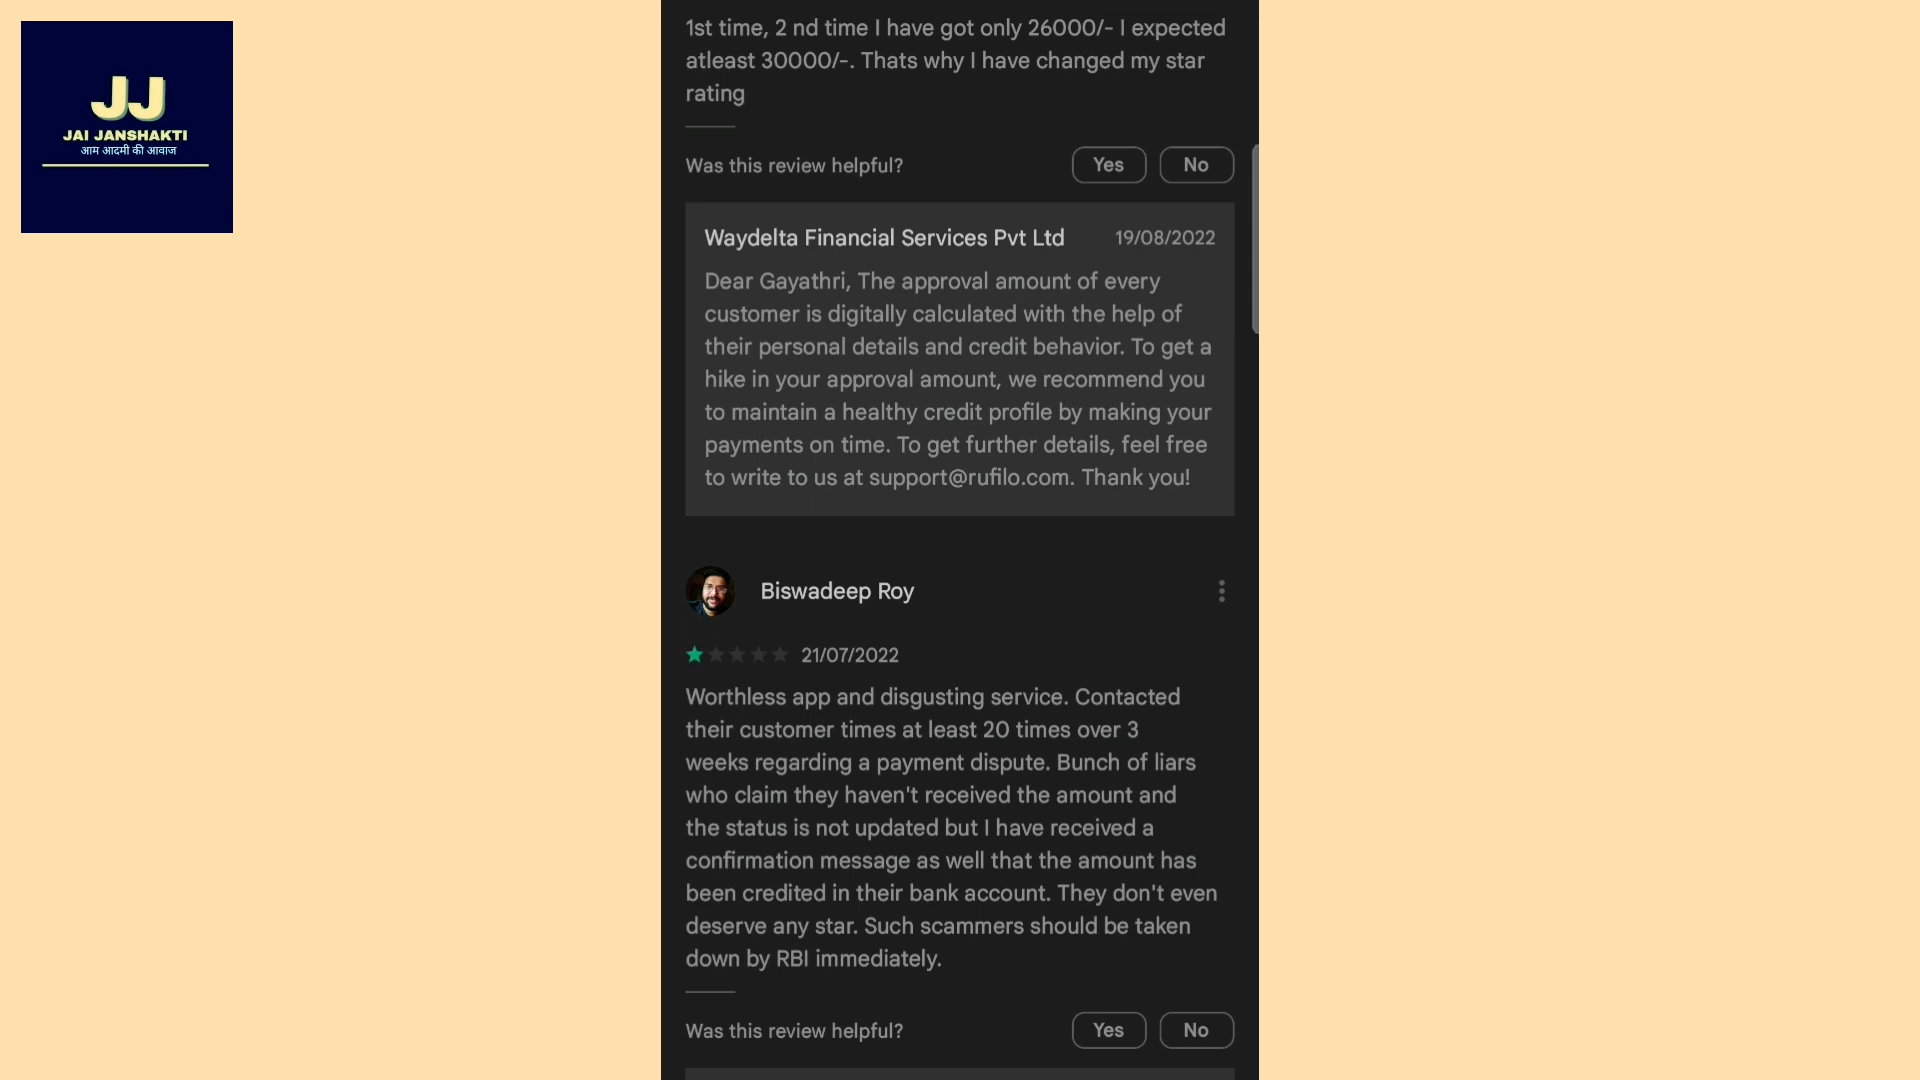 JJ
JAI JANSHAKTI
आम आदमी की आवाज
1st time, 2 nd time I have got only 26000/- I expected
atleast 30000/-. Thats why I have changed my star
rating
Was this review helpful?
Yes
No
Waydelta Financial Services Pvt Ltd
19/08/2022
Dear Gayathri, The approval amount of every
customer is digitally calculated with the help of
their personal details and credit behavior. To get a
hike in your approval amount, we recommend you
to maintain a healthy credit profile by making your
payments on time. To get further details, feel free
to write to us at support@rufilo.com. Thank you!
Biswadeep Roy
21/07/2022
Worthless app and disgusting service. Contacted
their customer times at least 20 times over 3
weeks regarding a payment dispute. Bunch of liars
who claim they haven't received the amount and
the status is not updated but I have received a
confirmation message as well that the amount has
been credited in their bank account. They don't even
deserve any star. Such scammers should be taken
down by RBI immediately.
Was this review helpful?
Yes
No